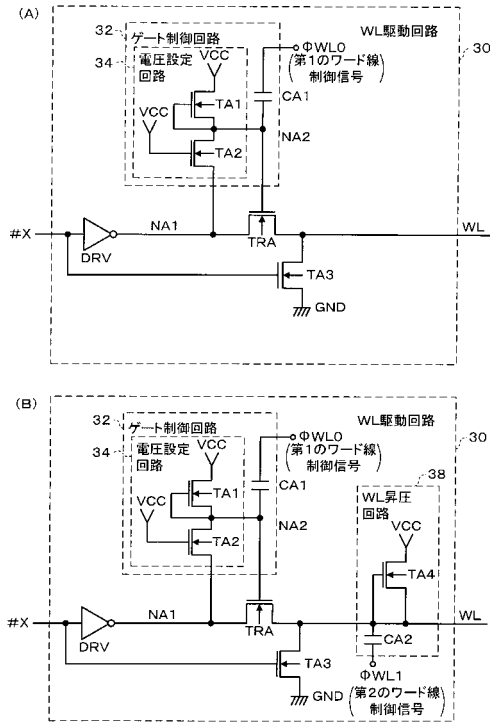 (A)
32
ゲート制御回路
34
電圧設定
回路
VCC
VCC
TA1
TA2
ΦWL0
(第1のワード線
制御信号)
CA1
NA2
WL駆動回路
30
#X
DRV
NA1
TRA
WL
TA3
GND
(B)
32
ゲート制御回路
34
電圧設定
回路
VCC
VCC
TA1
TA2
ΦWL0
(第1のワード線
制御信号)
CA1
NA2
WL駆動回路
30
38
WL昇圧
回路
VCC
TA4
#X
DRV
NA1
TRA
WL
CA2
TA3
GND
ΦWL1
(第2のワード線
制御信号)